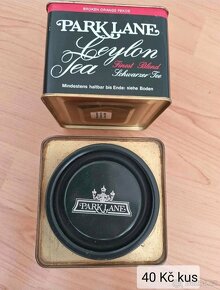 BROKEN ORANGE PEKOE
PARK LANE
Ceylon
Tea
Finest Blend
Schwarzer Tee
Mindestens haltbar bis Ende: siehe Boden
PARK LANE
40 Kč kus